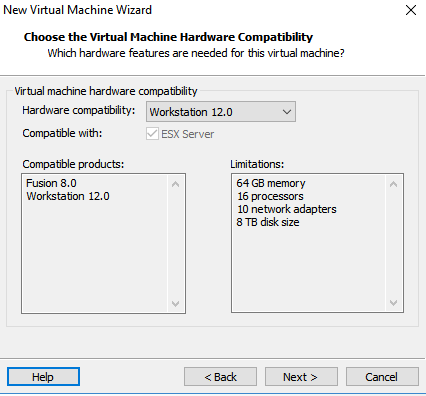 New Virtual Machine Wizard
Choose the Virtual Machine Hardware Compatibility
Which hardware features are needed for this virtual machine?
Virtual machine hardware compatibility
Hardware compatibility: Workstation 12.0
Compatible with: ESX Server
Compatible products:
Fusion 8.0
Workstation 12.0
Limitations:
64 GB memory
16 processors
10 network adapters
8 TB disk size
Help < Back Next > Cancel